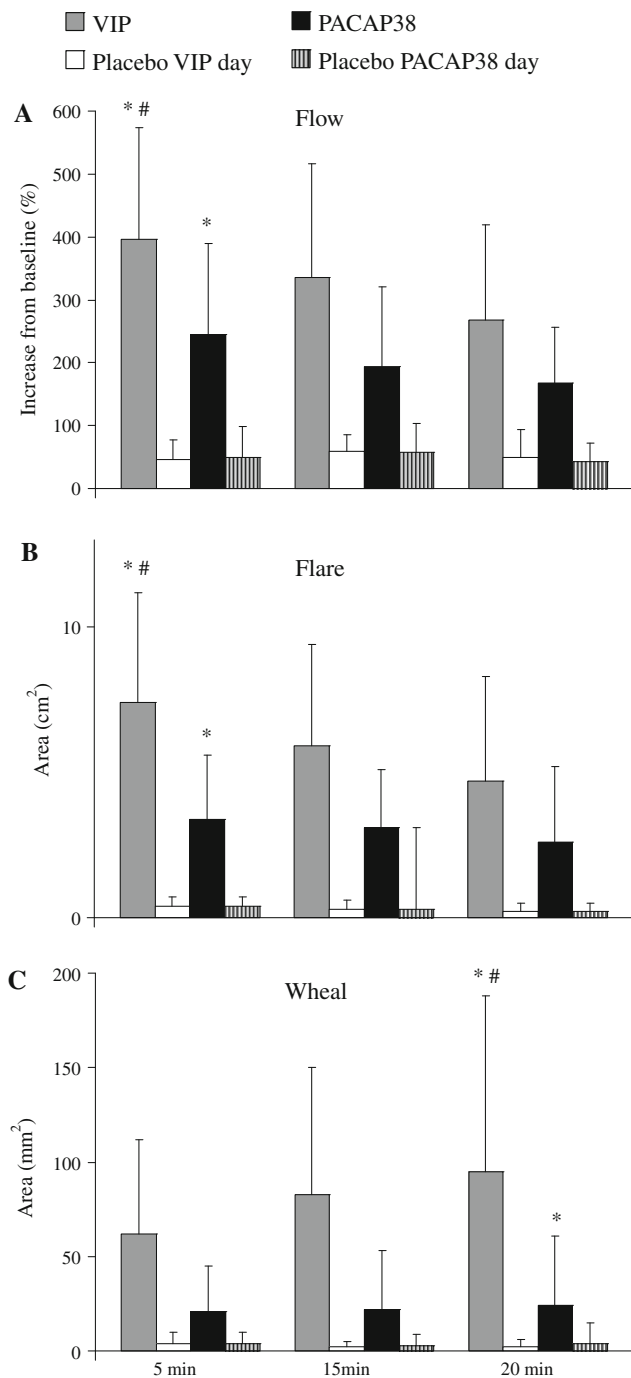 VIP PACAP38
Placebo VIP day Placebo PACAP38 day
A
Flow
* #
*
Increase from baseline (%)
600
500
400
300
200
100
0
B
Flare
* #
*
Area (cm²)
10
0
C
Wheal
* #
*
Area (mm²)
200
150
100
50
0
5 min 15min 20 min